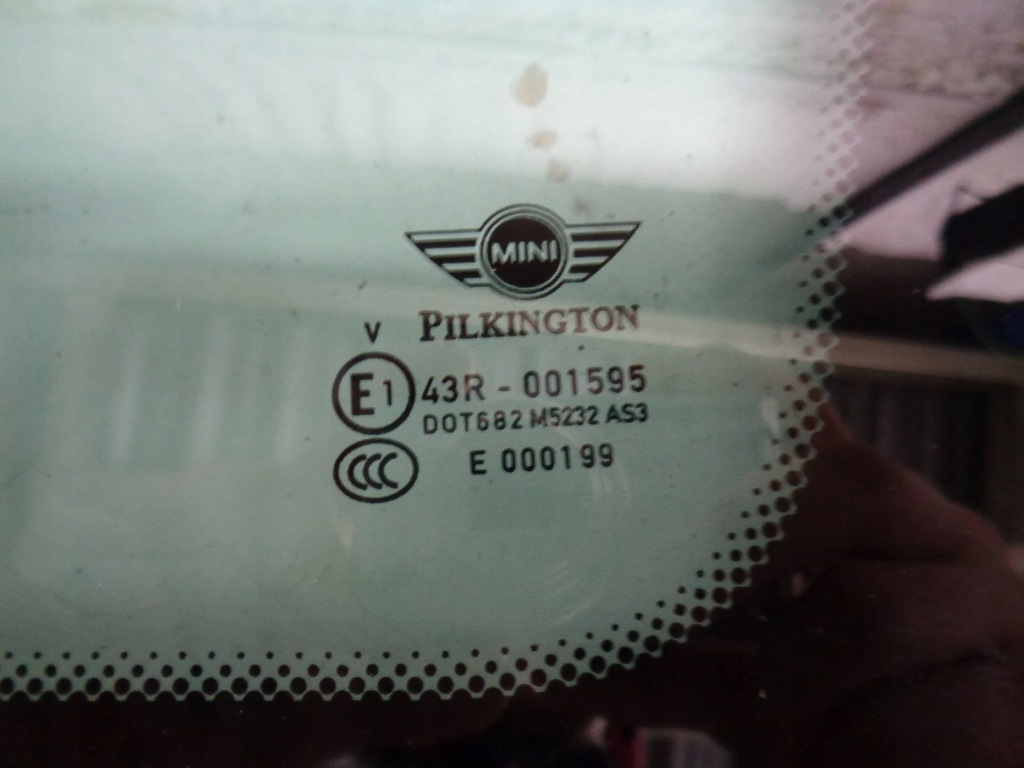 MINI
V PILKINGTON
E1 43R - 001595
DOT682 M5232 AS3
CCC E 000199